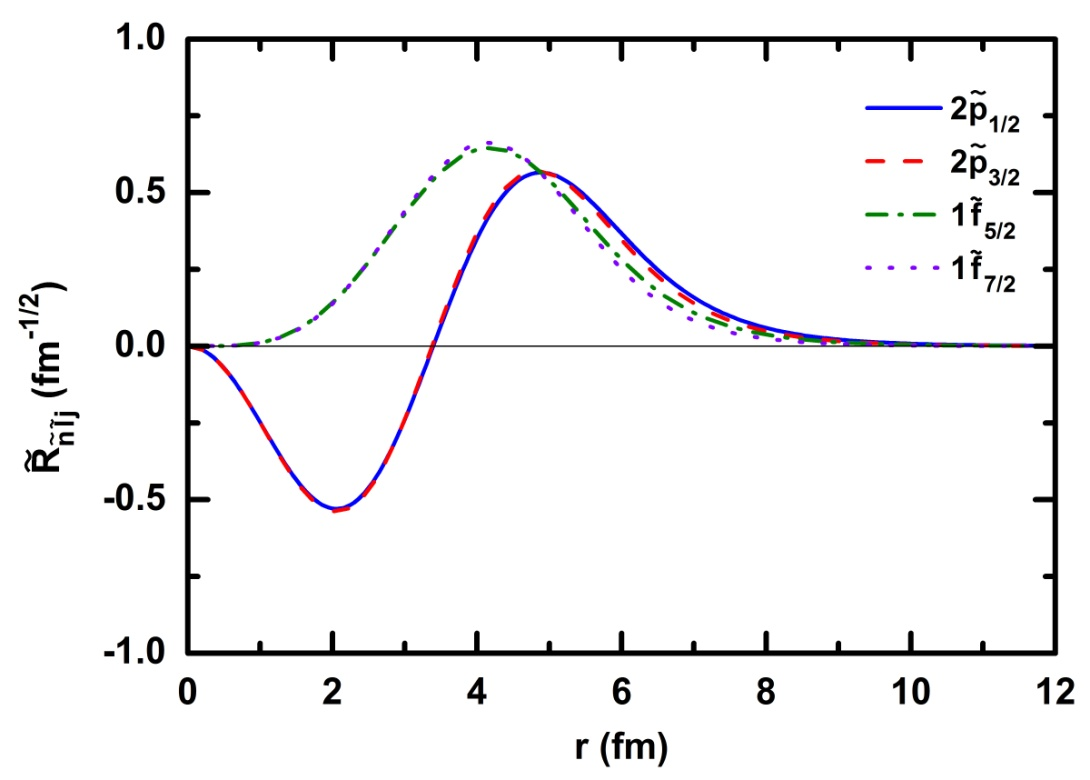 1.0
0.5
0.0
-0.5
-1.0
R̃ñl̃j (fm-1/2)
0 2 4 6 8 10 12
r (fm)
2p̃1/2
2p̃3/2
1f̃5/2
1f̃7/2